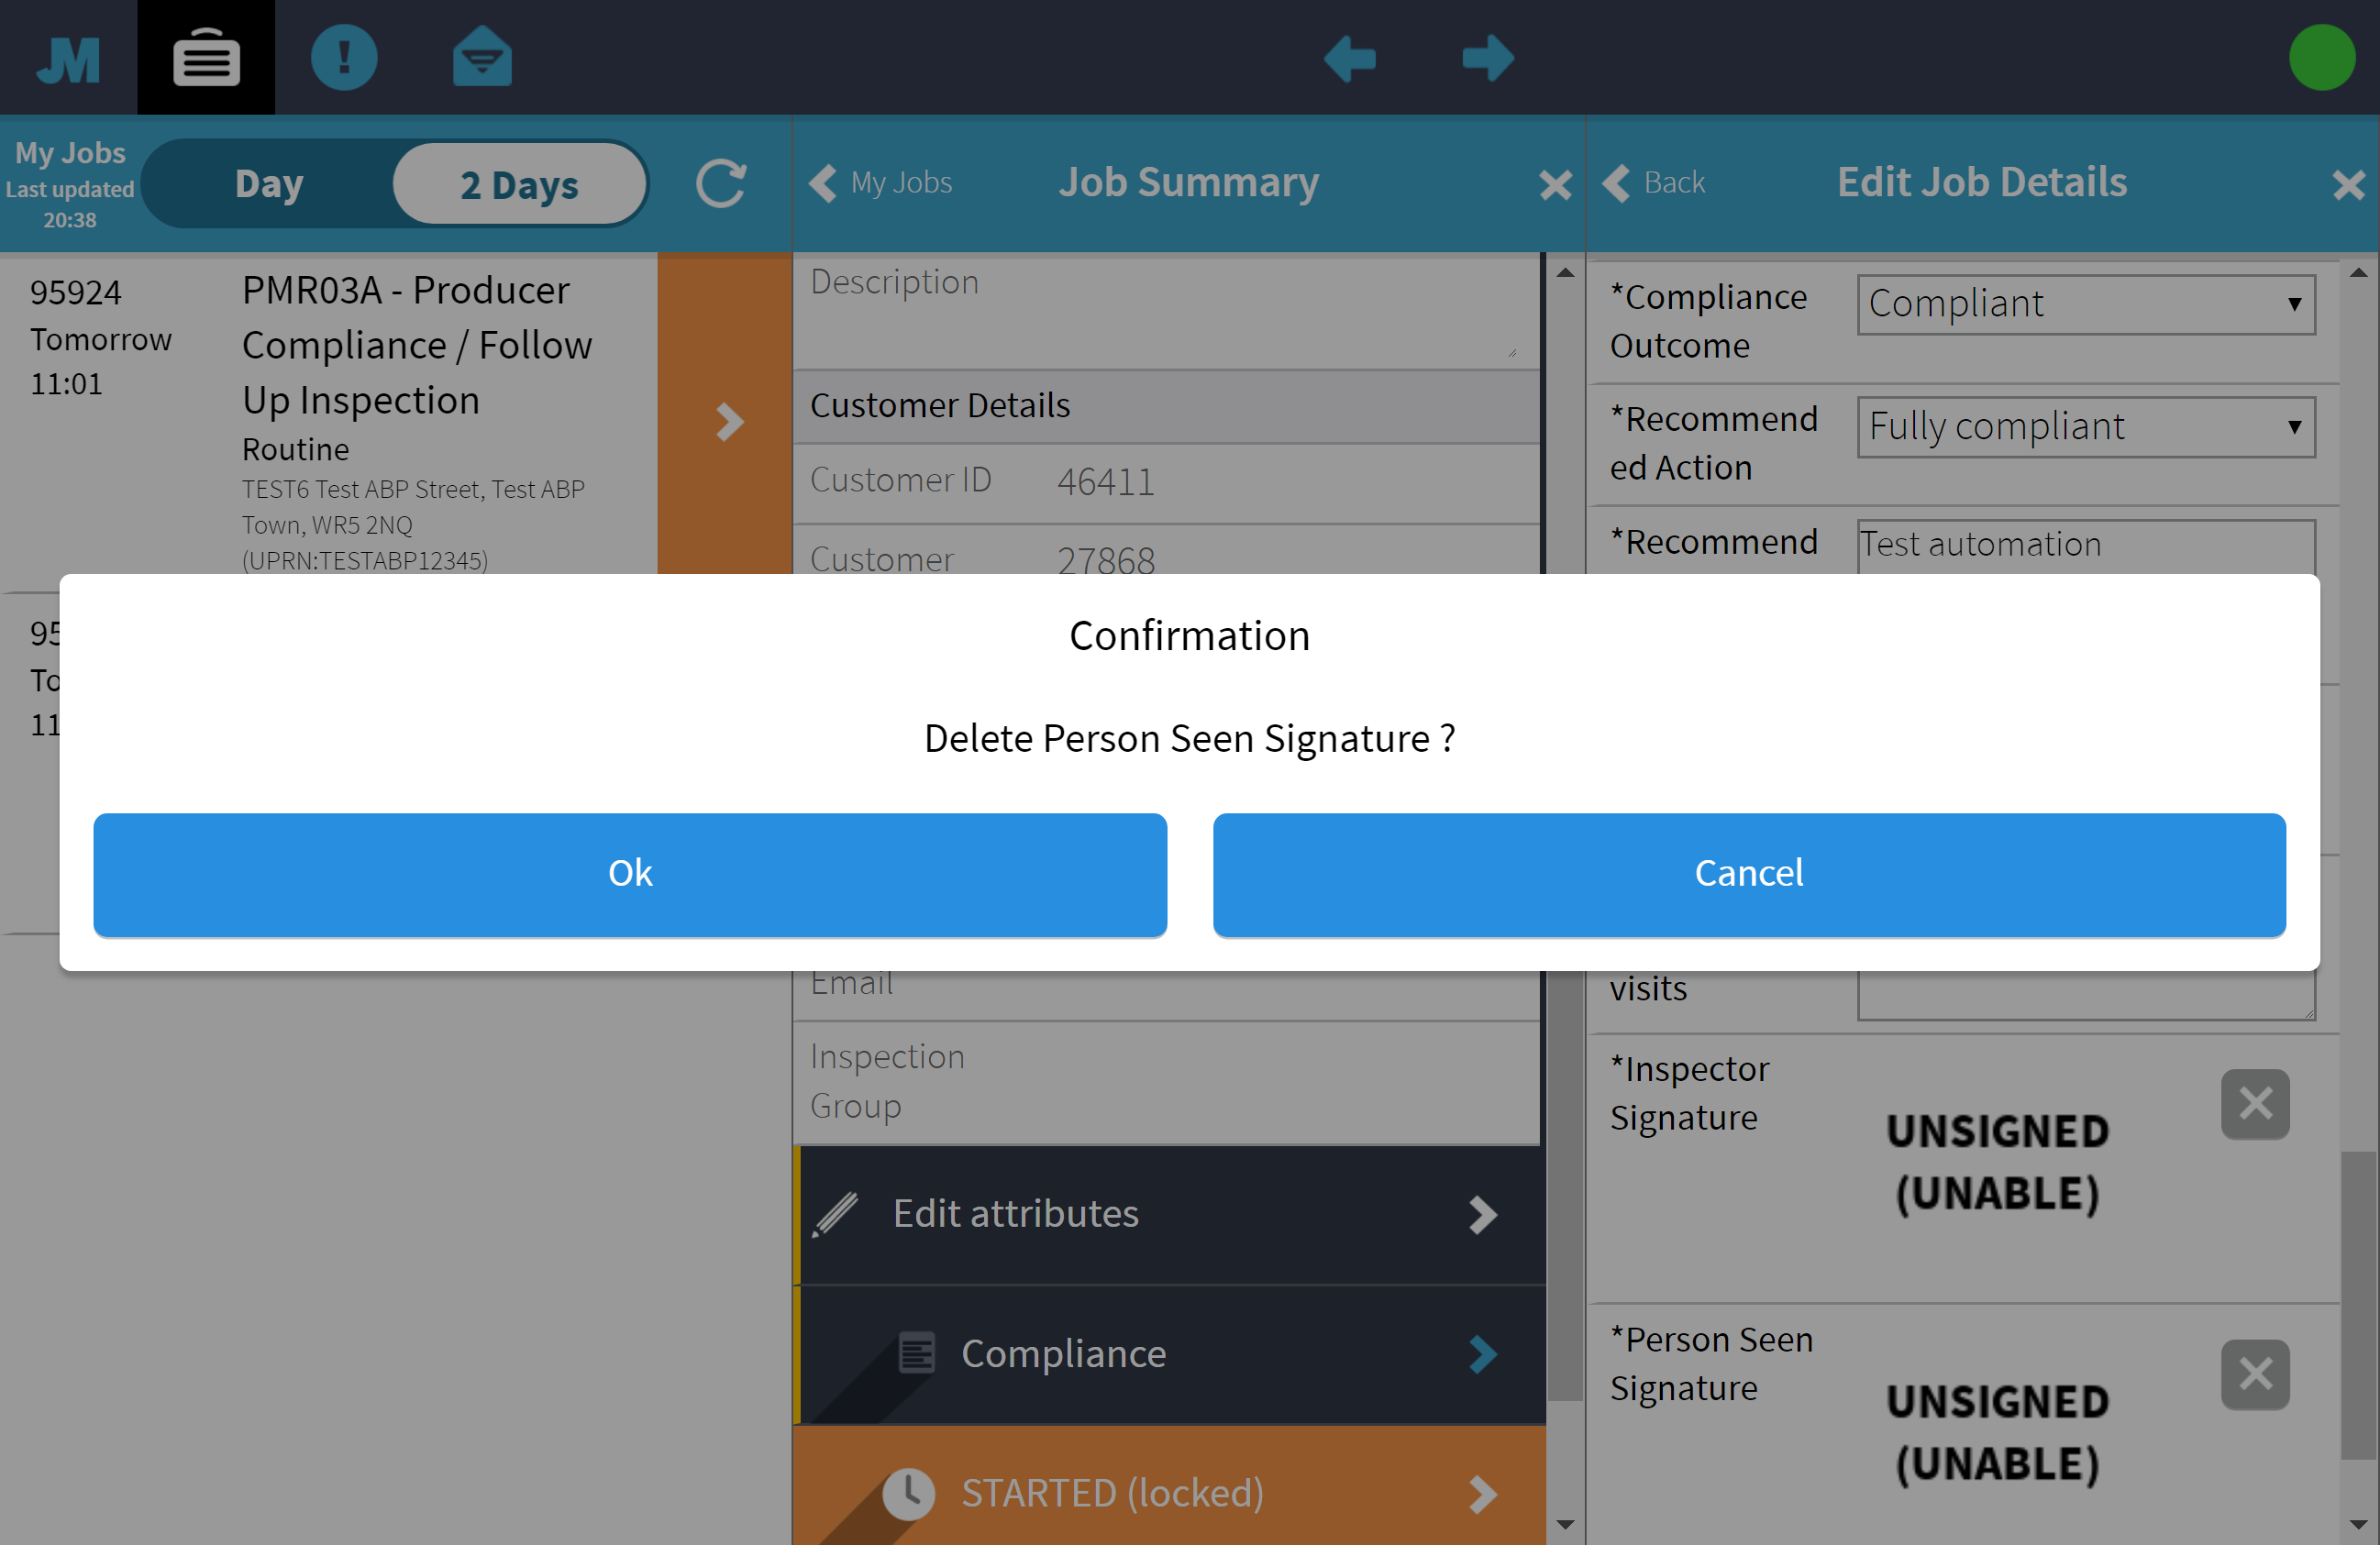 JM
My Jobs
Last updated
20:38
Day
2 Days
My Jobs
Job Summary
Back
Edit Job Details
95924
Tomorrow
11:01
PMR03A - Producer
Compliance / Follow
Up Inspection
Routine
TEST6 Test ABP Street, Test ABP
Town, WR5 2NQ
(UPRN:TESTABP12345)
95
To
11
Description
Customer Details
Customer ID
46411
Customer
27868
*Compliance
Outcome
Compliant
*Recommend
ed Action
Fully compliant
*Recommend
Test automation
Confirmation
Delete Person Seen Signature ?
Ok
Cancel
Email
Inspection
Group
Edit attributes
Compliance
STARTED (locked)
visits
*Inspector
Signature
UNSIGNED
(UNABLE)
*Person Seen
Signature
UNSIGNED
(UNABLE)